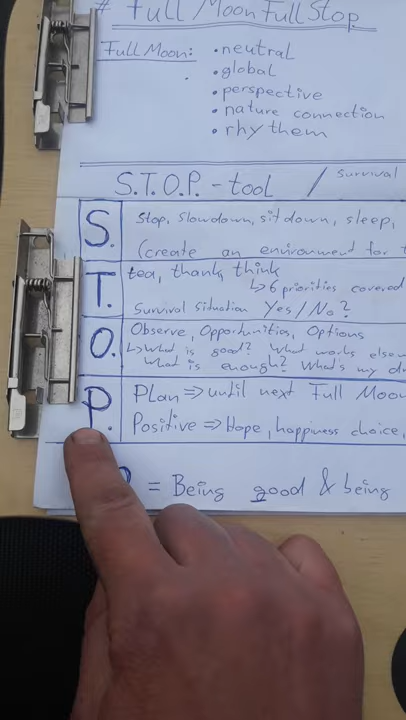 # Full Moon Full Stop
Full Moon: • neutral
• global
• perspective
• nature connection
• rhy them
S.T.O.P. - tool / survival
S. Stop, Slowdown, sit down, sleep,
(create an environment for
T. tea, thank, think
↳ 6 priorities covered
Survival Situation Yes/No?
O. Observe, Opportunities, Options
↳ What is good? What works else
What is enough? What's my
P. Plan ⇒ until next Full Moon
Positive ⇒ Hope, happiness choice,
= Being good & being